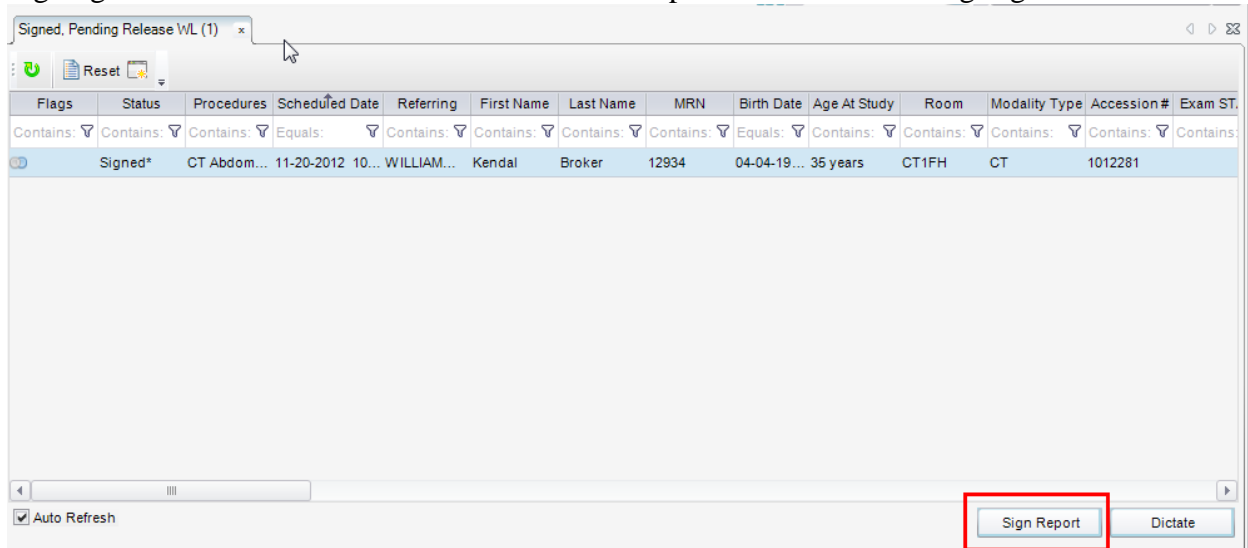 Signed, Pending Release WL (1) x
Reset
Flags Status Procedures Scheduled Date Referring First Name Last Name MRN Birth Date Age At Study Room Modality Type Accession # Exam ST.
Contains: Contains: Contains: Equals: Contains: Contains: Contains: Contains: Equals: Contains: Contains: Contains: Contains: Contains:
Signed* CT Abdom... 11-20-2012 10... WILLIAM... Kendal Broker 12934 04-04-19... 35 years CT1FH CT 1012281
Auto Refresh Sign Report Dictate